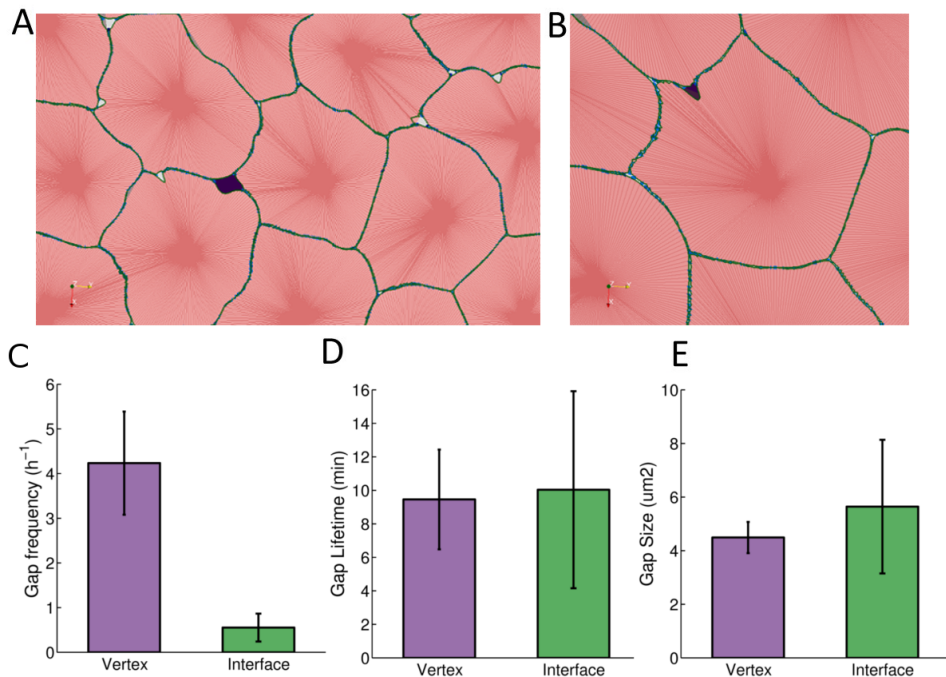 A
B
Z
Y
X
Z
Y
X
C
D
E
Gap frequency (h⁻¹)
6
5
4
3
2
1
0
Vertex
Interface
Gap Lifetime (min)
16
14
12
10
8
6
4
2
0
Vertex
Interface
Gap Size (um2)
10
8
6
4
2
0
Vertex
Interface